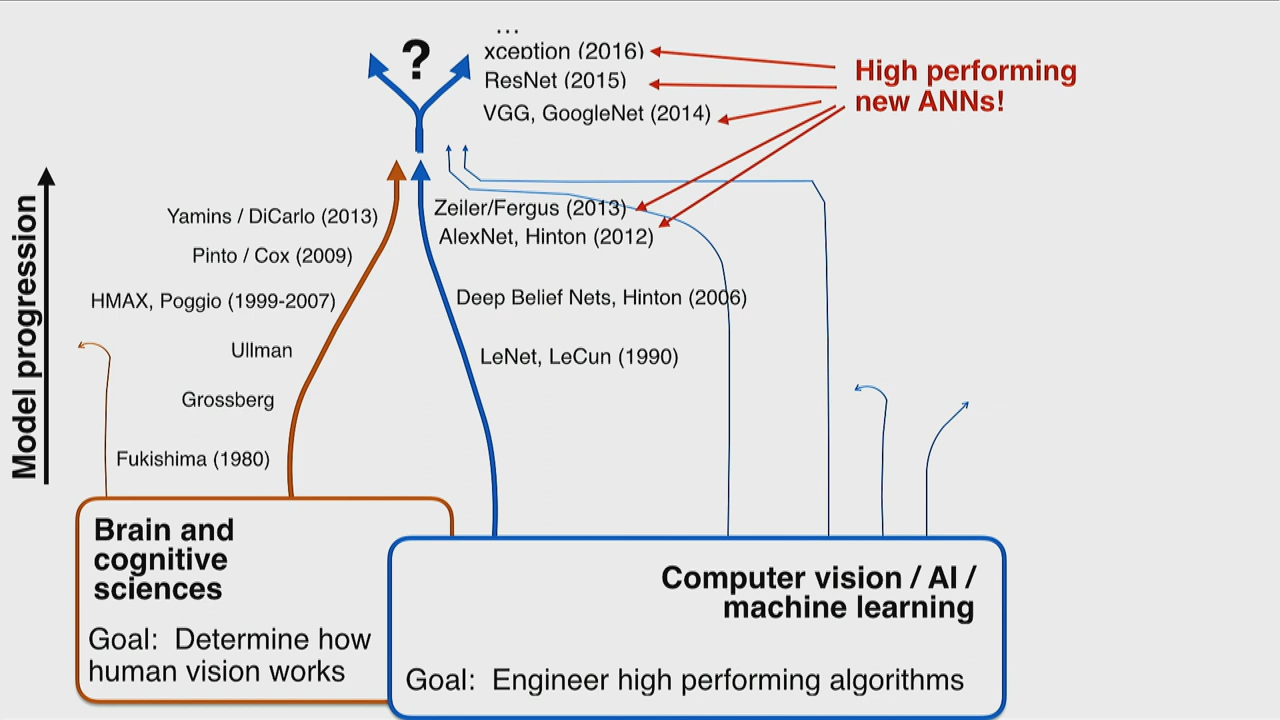 ...
?
xception (2016)
ResNet (2015)
VGG, GoogleNet (2014)
High performing
new ANNs!
Model progression
Yamins / DiCarlo (2013)
Pinto / Cox (2009)
HMAX, Poggio (1999-2007)
Ullman
Grossberg
Fukishima (1980)
Zeiler/Fergus (2013)
AlexNet, Hinton (2012)
Deep Belief Nets, Hinton (2006)
LeNet, LeCun (1990)
Brain and
cognitive
sciences
Goal: Determine how
human vision works
Computer vision / AI /
machine learning
Goal: Engineer high performing algorithms